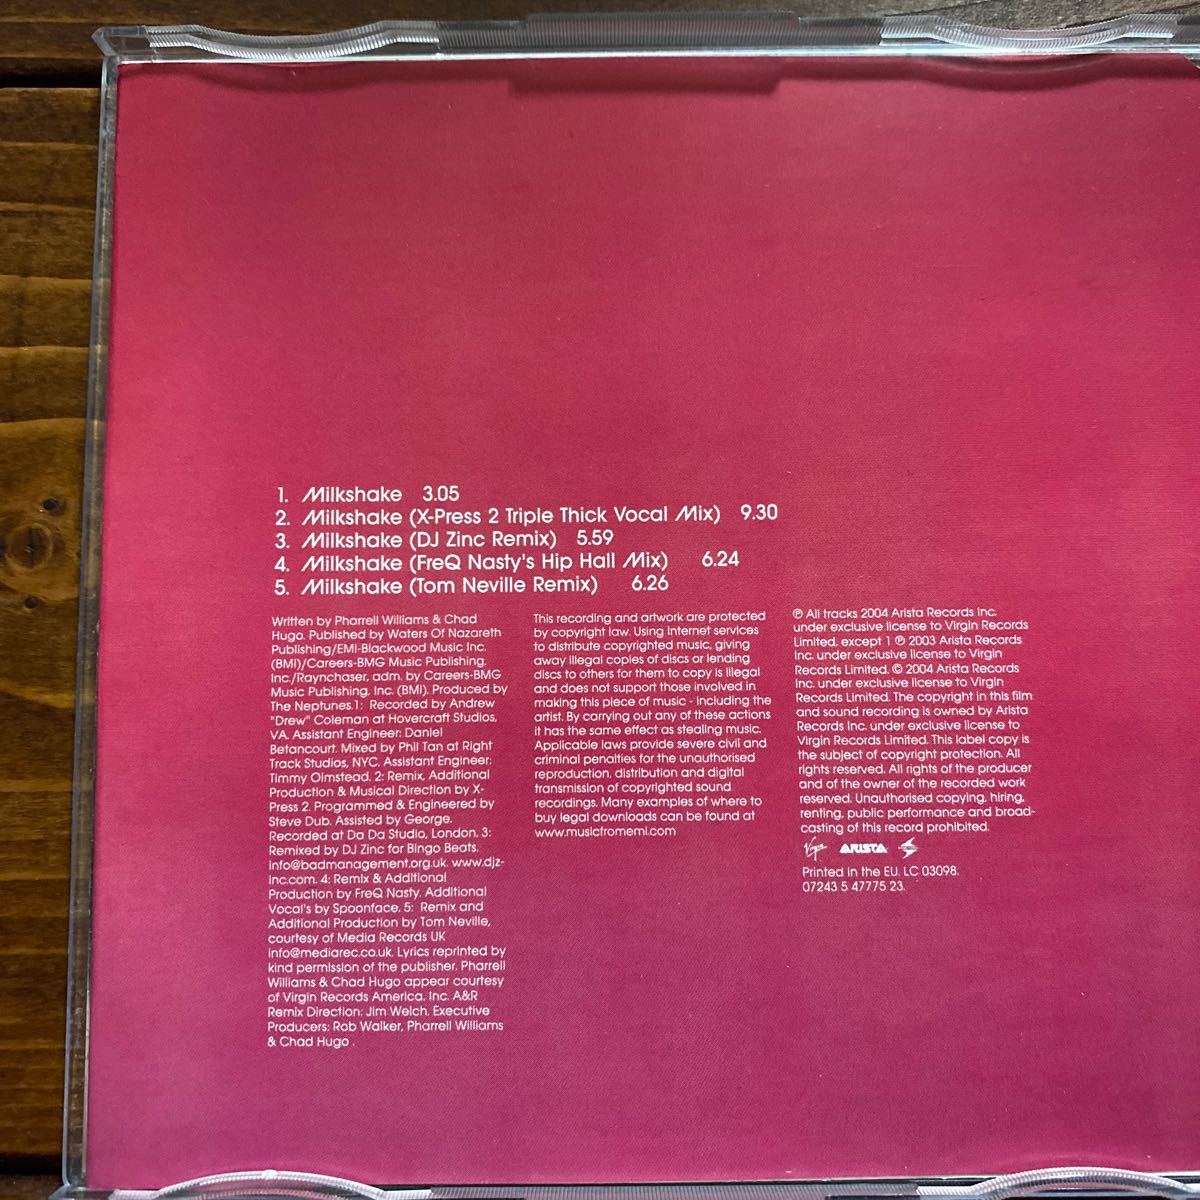 1. Milkshake 3.05
2. Milkshake (X-Press 2 Triple Thick Vocal Mix) 9.30
3. Milkshake (DJ Zinc Remix) 5.59
4. Milkshake (FreQ Nasty's Hip Hall Mix) 6.24
5. Milkshake (Tom Neville Remix) 6.26
Written by Pharrell Williams & Chad
Hugo. Published by Waters Of Nazareth
Publishing/EMI-Blackwood Music Inc.
(BMI)/Careers-BMG Music Publishing,
Inc./Raynchaser, adm. by Careers-BMG
Music Publishing, Inc. (BMI). Produced by
The Neptunes.1: Recorded by Andrew
"Drew" Coleman at Hovercraft Studios,
VA. Assistant Engineer: Daniel
Betancourt. Mixed by Phil Tan at Right
Track Studios, NYC. Assistant Engineer:
Timmy Olmstead. 2: Remix, Additional
Production & Musical Direction by X-
Press 2. Programmed & Engineered by
Steve Dub. Assisted by George.
Recorded at Da Da Studio, London. 3:
Remixed by DJ Zinc for Bingo Beats.
info@badmanagement.org.uk. www.djz-
inc.com. 4: Remix & Additional
Production by FreQ Nasty. Additional
Vocal's by Spoonface. 5: Remix and
Additional Production by Tom Neville,
courtesy of Media Records UK
info@mediarec.co.uk. Lyrics reprinted by
kind permission of the publisher. Pharrell
Williams & Chad Hugo appear courtesy
of Virgin Records America, Inc. A&R
Remix Direction: Jim Welch. Executive
Producers: Rob Walker, Pharrell Williams
& Chad Hugo .
This recording and artwork are protected
by copyright law. Using Internet services
to distribute copyrighted music, giving
away illegal copies of discs or lending
discs to others for them to copy is illegal
and does not support those involved in
making this piece of music - including the
artist. By carrying out any of these actions
it has the same effect as stealing music.
Applicable laws provide severe civil and
criminal penalties for the unauthorised
reproduction, distribution and digital
transmission of copyrighted sound
recordings. Many examples of where to
buy legal downloads can be found at
www.musicfromemi.com
℗ All tracks 2004 Arista Records Inc.
under exclusive license to Virgin Records
Limited, except 1 ℗ 2003 Arista Records
Inc. under exclusive license to Virgin
Records Limited. © 2004 Arista Records
Inc. under exclusive license to Virgin
Records Limited. The copyright in this film
and sound recording is owned by Arista
Records Inc. under exclusive license to
Virgin Records Limited. This label copy is
the subject of copyright protection. All
rights reserved. All rights of the producer
and of the owner of the recorded work
reserved. Unauthorised copying, hiring,
renting, public performance and broad-
casting of this record prohibited.
Virgin ARISTA
Printed in the EU. LC 03098.
07243 5 47775 23.